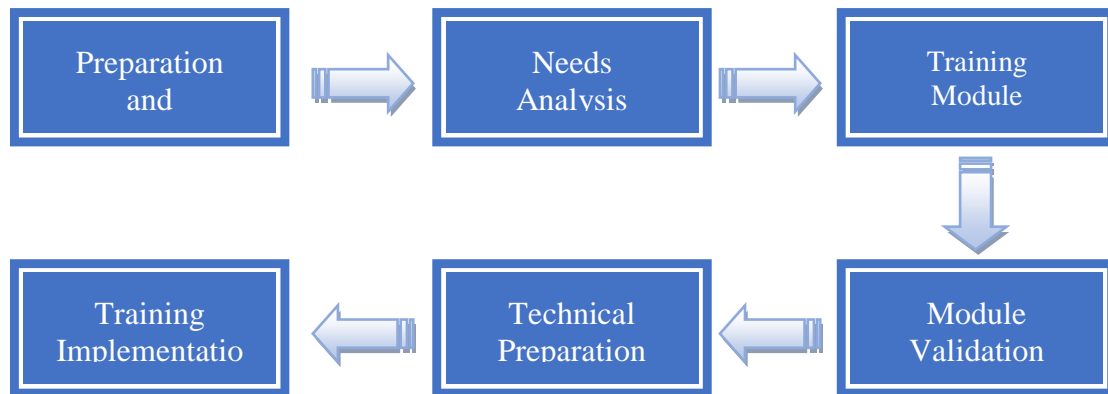 Preparation
and
Needs
Analysis
Training
Module
Module
Validation
Technical
Preparation
Training
Implementatio